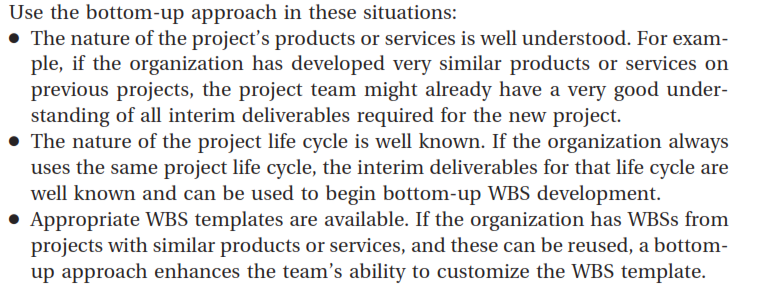 Use the bottom-up approach in these situations:
● The nature of the project's products or services is well understood. For exam-
ple, if the organization has developed very similar products or services on
previous projects, the project team might already have a very good under-
standing of all interim deliverables required for the new project.
● The nature of the project life cycle is well known. If the organization always
uses the same project life cycle, the interim deliverables for that life cycle are
well known and can be used to begin bottom-up WBS development.
● Appropriate WBS templates are available. If the organization has WBSs from
projects with similar products or services, and these can be reused, a bottom-
up approach enhances the team's ability to customize the WBS template.